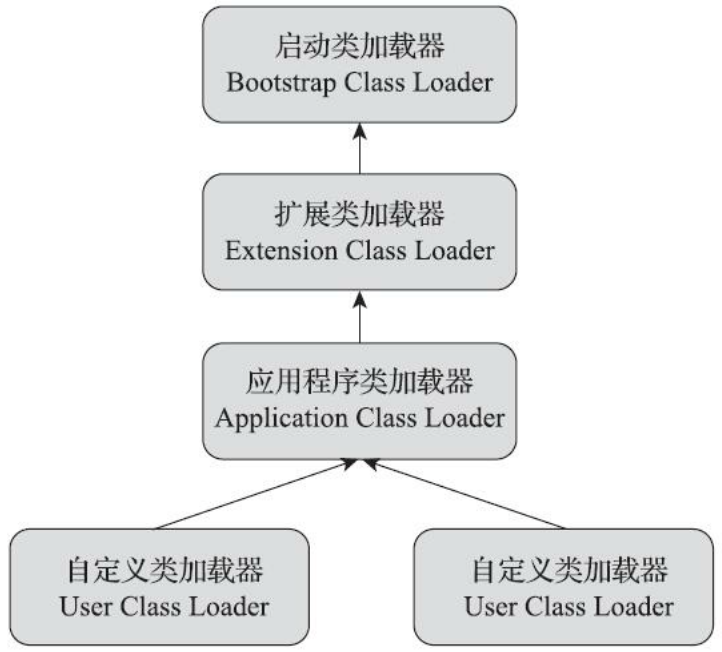 启动类加载器
Bootstrap Class Loader
扩展类加载器
Extension Class Loader
应用程序类加载器
Application Class Loader
自定义类加载器
User Class Loader
自定义类加载器
User Class Loader